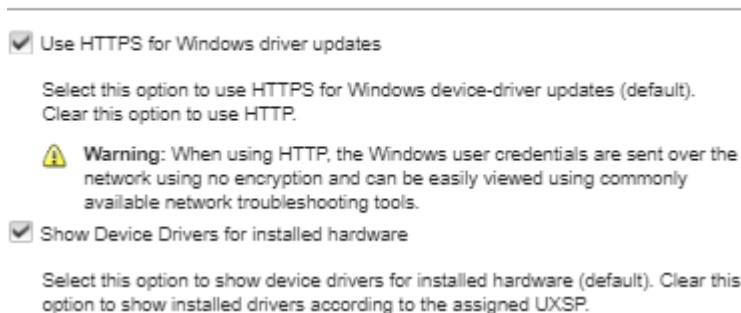 Use HTTPS for Windows driver updates
Select this option to use HTTPS for Windows device-driver updates (default).
Clear this option to use HTTP.
Warning: When using HTTP, the Windows user credentials are sent over the
network using no encryption and can be easily viewed using commonly
available network troubleshooting tools.
Show Device Drivers for installed hardware
Select this option to show device drivers for installed hardware (default). Clear this
option to show installed drivers according to the assigned UXSP.